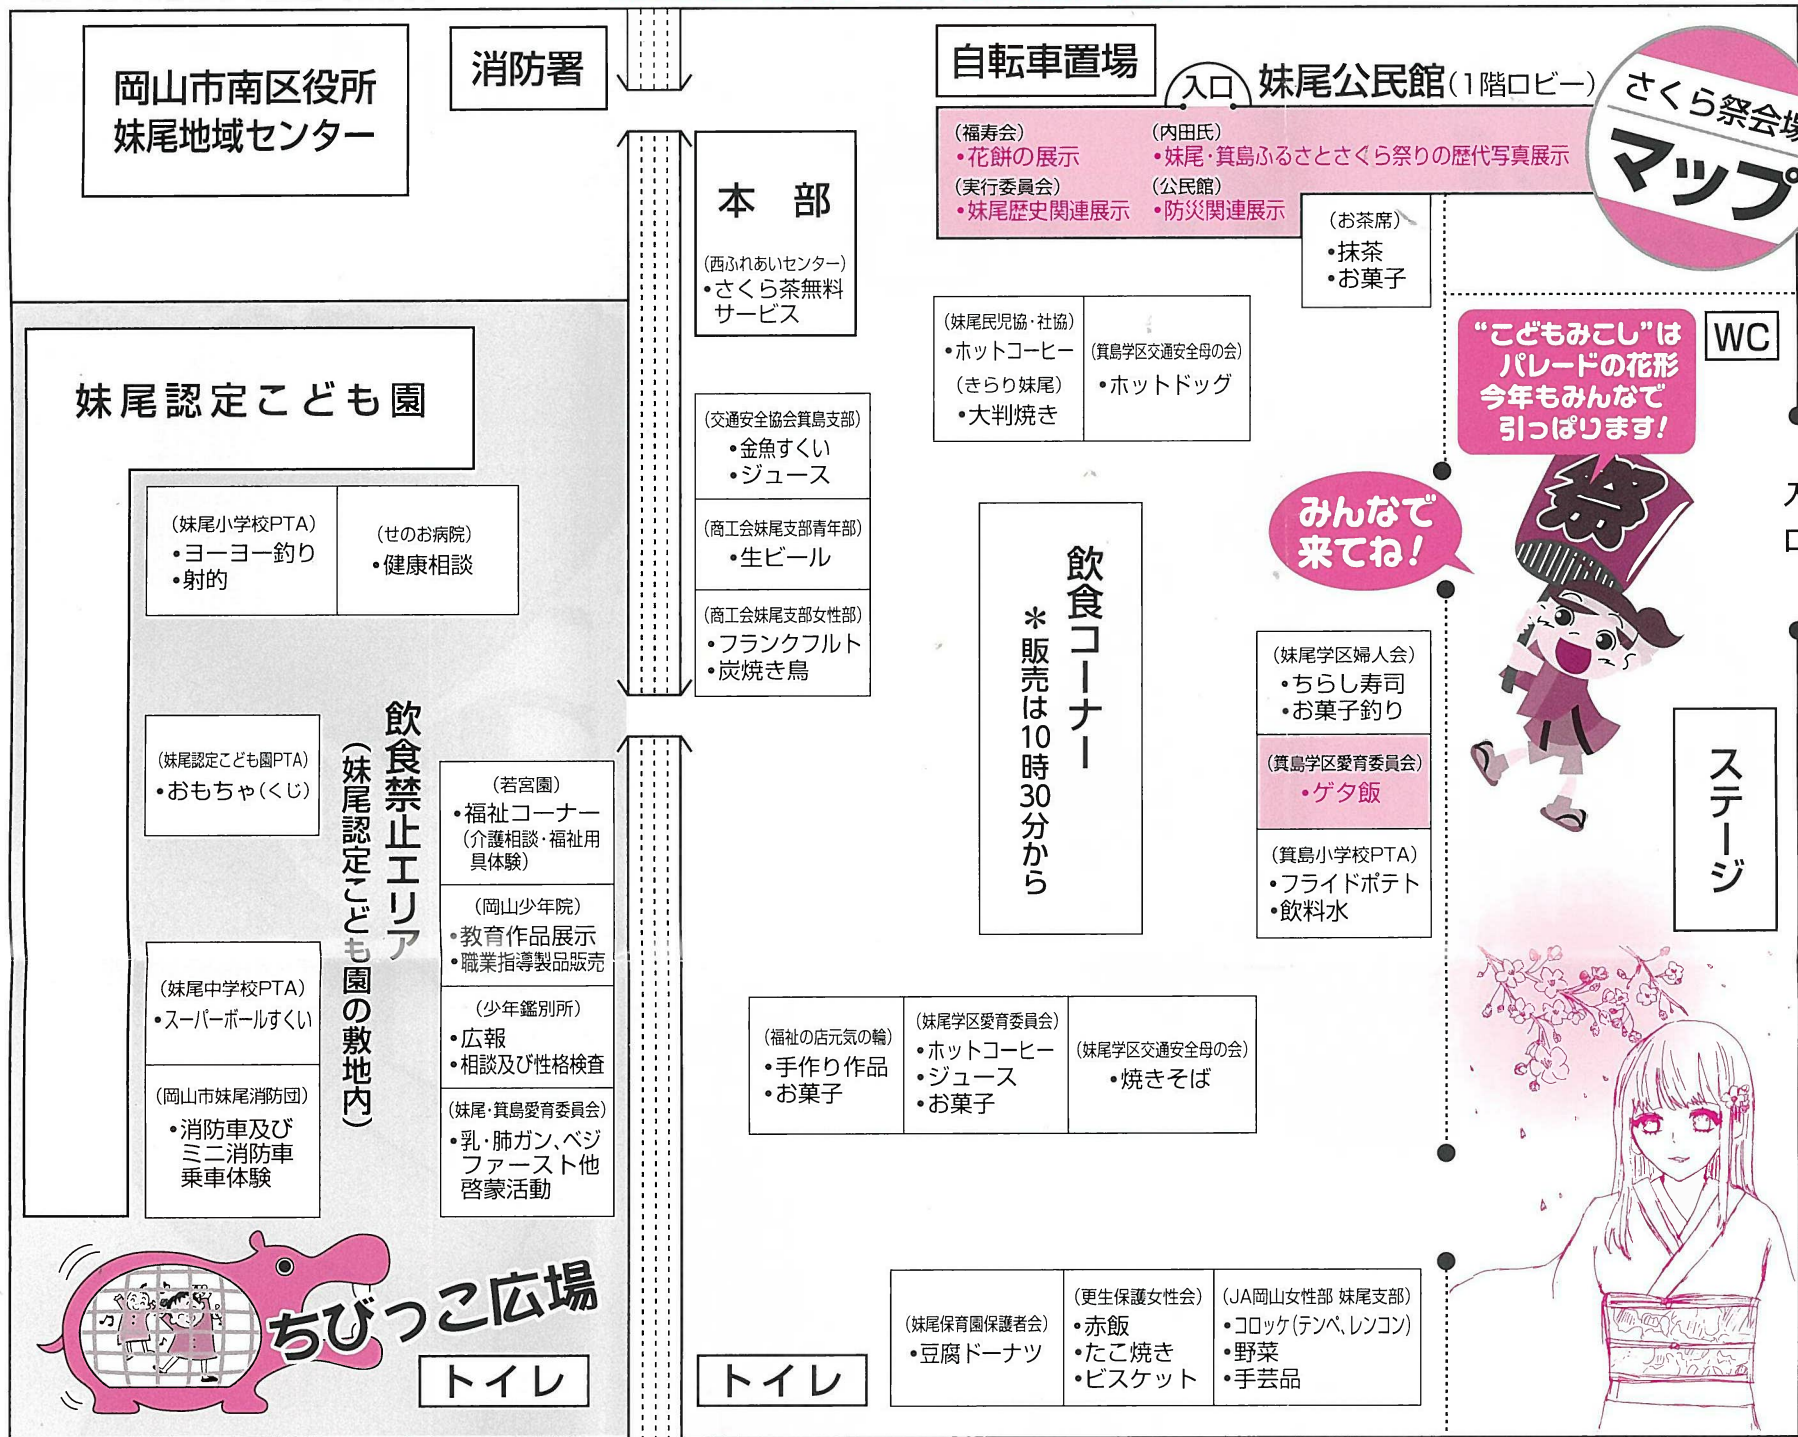 岡山市南区役所
妹尾地域センター
消防署
自転車置場
入口
妹尾公民館(1階ロビー)
さくら祭会場
マップ
(福寿会)
•花餅の展示
(内田氏)
•妹尾・箕島ふるさとさくら祭りの歴代写真展示
(実行委員会)
•妹尾歴史関連展示
(公民館)
•防災関連展示
(お茶席)
•抹茶
•お菓子
本 部
(西ふれあいセンター)
•さくら茶無料
サービス
(妹尾民児協・社協)
•ホットコーヒー
(きらり妹尾)
•大判焼き
(箕島学区交通安全母の会)
•ホットドッグ
“こどもみこし”は
パレードの花形
今年もみんなで
引っぱります!
WC
祭
みんなで
来てね!
妹尾認定こども園
(妹尾小学校PTA)
•ヨーヨー釣り
•射的
(せのお病院)
•健康相談
(交通安全協会箕島支部)
•金魚すくい
•ジュース
(商工会妹尾支部青年部)
•生ビール
(商工会妹尾支部女性部)
•フランクフルト
•炭焼き鳥
飲食コーナー
＊販売は10時30分から
(妹尾学区婦人会)
•ちらし寿司
•お菓子釣り
(箕島学区愛育委員会)
•ゲタ飯
(箕島小学校PTA)
•フライドポテト
•飲料水
ステージ
飲食禁止エリア
(妹尾認定こども園の敷地内)
(妹尾認定こども園PTA)
•おもちゃ(くじ)
(若宮園)
•福祉コーナー
(介護相談・福祉用
具体験)
(岡山少年院)
•教育作品展示
•職業指導製品販売
(少年鑑別所)
•広報
•相談及び性格検査
(妹尾・箕島愛育委員会)
•乳・肺ガン、ベジ
ファースト他
啓蒙活動
(妹尾中学校PTA)
•スーパーボールすくい
(岡山市妹尾消防団)
•消防車及び
ミニ消防車
乗車体験
(福祉の店元気の輪)
•手作り作品
•お菓子
(妹尾学区愛育委員会)
•ホットコーヒー
•ジュース
•お菓子
(妹尾学区交通安全母の会)
•焼きそば
ちびっこ広場
トイレ
トイレ
(妹尾保育園保護者会)
•豆腐ドーナツ
(更生保護女性会)
•赤飯
•たこ焼き
•ビスケット
(JA岡山女性部 妹尾支部)
•コロッケ(テンペ、レンコン)
•野菜
•手芸品